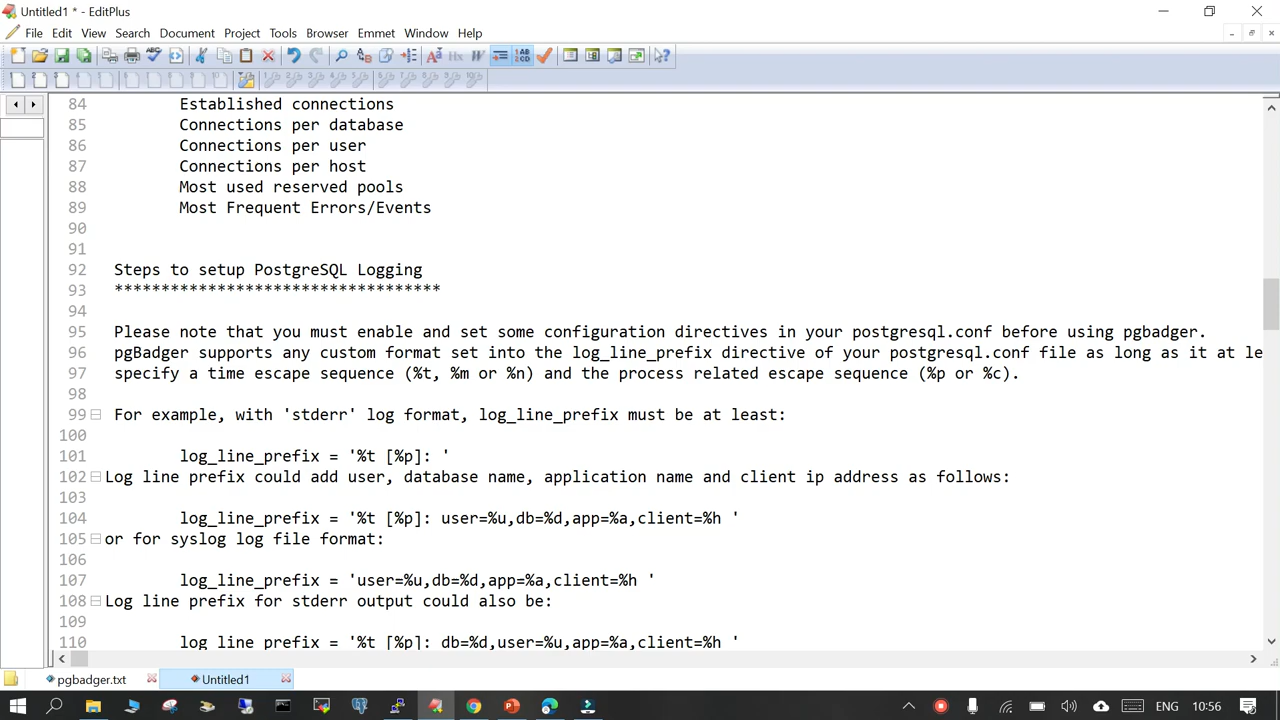 Untitled1 * - EditPlus
File Edit View Search Document Project Tools Browser Emmet Window Help
84 Established connections
85 Connections per database
86 Connections per user
87 Connections per host
88 Most used reserved pools
89 Most Frequent Errors/Events
90
91
92 Steps to setup PostgreSQL Logging
93 ***********************************
94
95 Please note that you must enable and set some configuration directives in your postgresql.conf before using pgbadger.
96 pgBadger supports any custom format set into the log_line_prefix directive of your postgresql.conf file as long as it at le
97 specify a time escape sequence (%t, %m or %n) and the process related escape sequence (%p or %c).
98
99 For example, with 'stderr' log format, log_line_prefix must be at least:
100
101 log_line_prefix = '%t [%p]: '
102 Log line prefix could add user, database name, application name and client ip address as follows:
103
104 log_line_prefix = '%t [%p]: user=%u,db=%d,app=%a,client=%h '
105 or for syslog log file format:
106
107 log_line_prefix = 'user=%u,db=%d,app=%a,client=%h '
108 Log line prefix for stderr output could also be:
109
110 log_line_prefix = '%t [%p]: db=%d,user=%u,app=%a,client=%h '
pgbadger.txt Untitled1
ENG 10:56